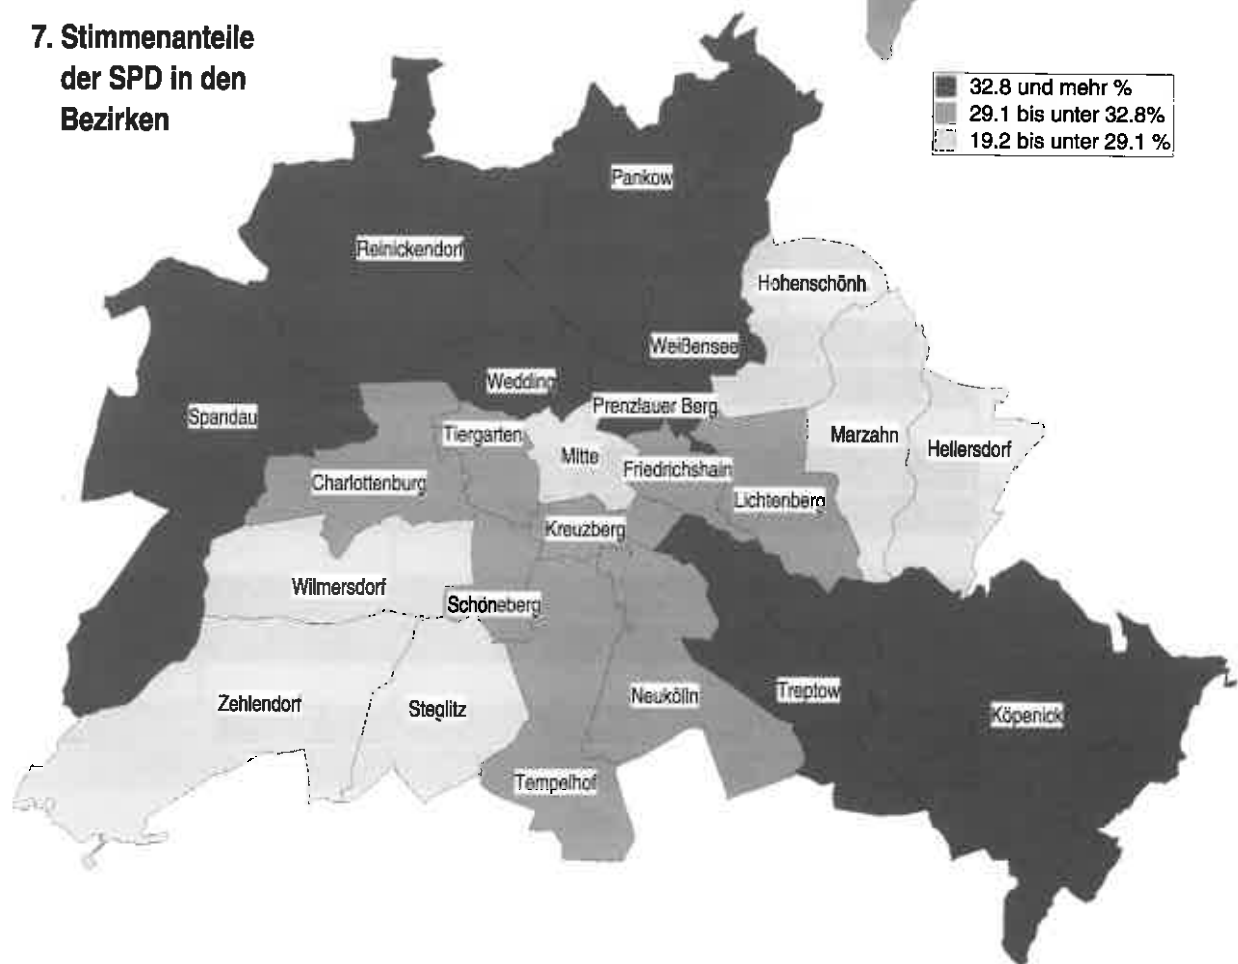 7. Stimmenanteile
der SPD in den
Bezirken
32.8 und mehr %
29.1 bis unter 32.8%
19.2 bis unter 29.1 %
Pankow
Reinickendorf
Hohenschönh
Weißensee
Wedding
Prenzlauer Berg
Spandau
Tiergarten
Marzahn
Mitte
Hellersdorf
Friedrichshain
Charlottenburg
Lichtenberg
Kreuzberg
Wilmersdorf
Schöneberg
Treptow
Neukölln
Zehlendorf
Steglitz
Köpenick
Tempelhof